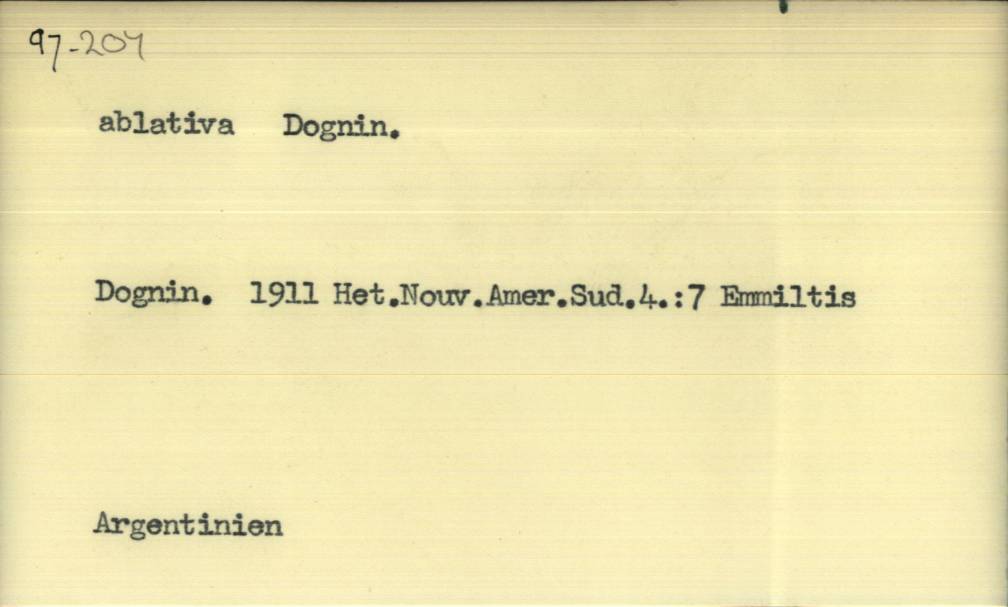 97-207
ablativa Dognin.
Dognin. 1911 Het.Nouv.Amer.Sud.4.:7 Emmiltis
Argentinien